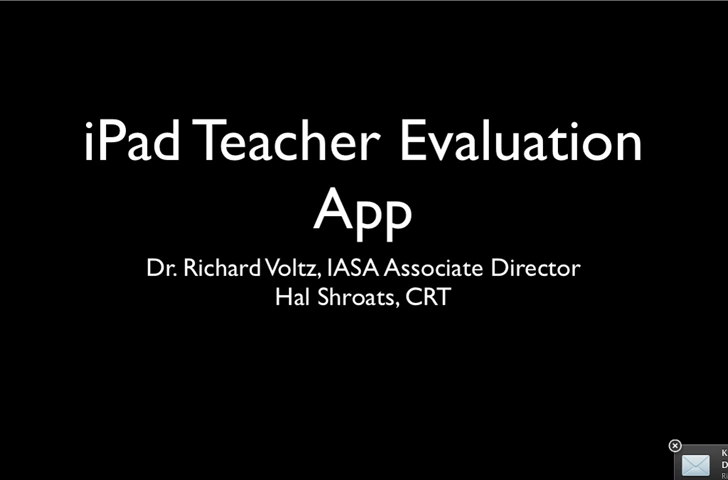 iPad Teacher Evaluation
App
Dr. Richard Voltz, IASA Associate Director
Hal Shroats, CRT